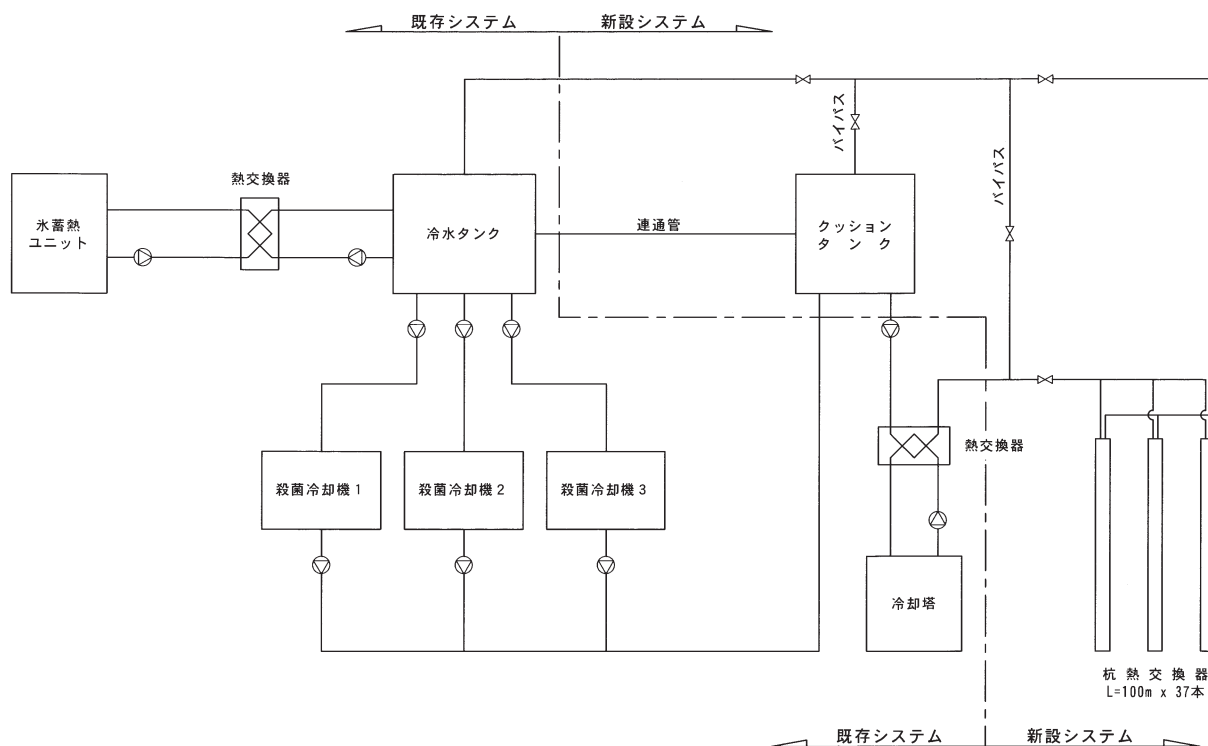 既存システム
新設システム
バイパス
バイパス
熱交換器
氷蓄熱
ユニット
冷水タンク
連通管
クッション
タンク
熱交換器
殺菌冷却機1
殺菌冷却機2
殺菌冷却機3
冷却塔
杭熱交換器
L=100m x 37本
既存システム
新設システム